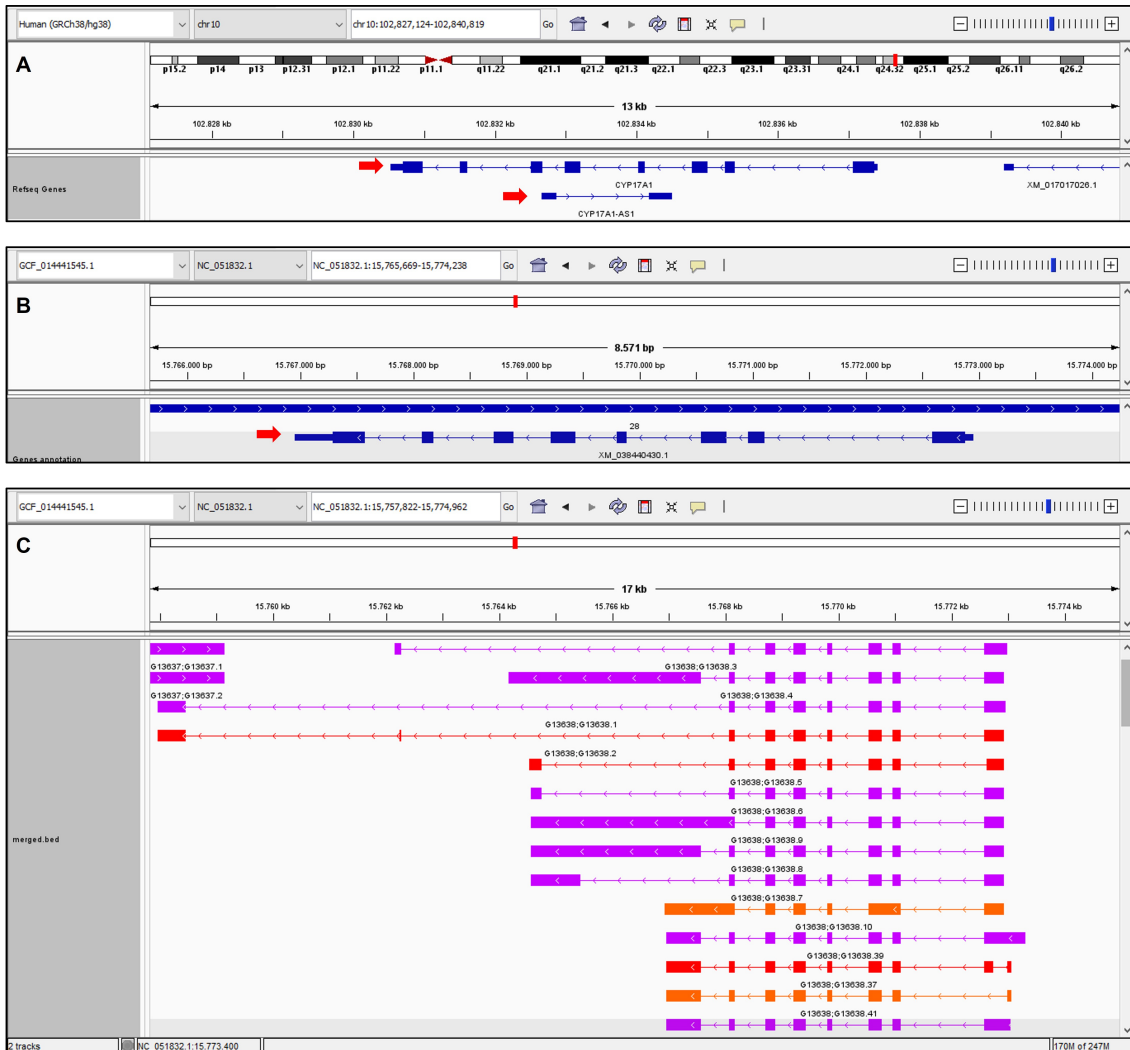 Human (GRCh38/hg38) chr10 chr10:102,827,124-102,840,819 Go
A
p15.2 p14 p13 p12.31 p12.1 p11.22 p11.1 q11.22 q21.1 q21.2 q21.3 q22.1 q22.3 q23.1 q23.31 q24.1 q24.32 q25.1 q25.2 q26.11 q26.2
13 kb
102.828 kb 102.830 kb 102.832 kb 102.834 kb 102.836 kb 102.838 kb 102.840 kb
Refseq Genes
CYP17A1 XM_017017026.1
CYP17A1-AS1
GCF_014441545.1 NC_051832.1 NC_051832.1:15,765,669-15,774,238 Go
B
8.571 bp
15.766.000 bp 15.767.000 bp 15.768.000 bp 15.769.000 bp 15.770.000 bp 15.771.000 bp 15.772.000 bp 15.773.000 bp 15.774.000 bp
28
Genes annotation XM_038440430.1
GCF_014441545.1 NC_051832.1 NC_051832.1:15,757,822-15,774,962 Go
C
17 kb
15.760 kb 15.762 kb 15.764 kb 15.766 kb 15.768 kb 15.770 kb 15.772 kb 15.774 kb
G13637;G13637.1 G13638;G13638.3
G13637;G13637.2 G13638;G13638.4
G13638;G13638.1
G13638;G13638.2
G13638;G13638.5
G13638;G13638.6
G13638;G13638.9
merged.bed
G13638;G13638.8
G13638;G13638.7
G13638;G13638.10
G13638;G13638.39
G13638;G13638.37
G13638;G13638.41
2 tracks NC_051832.1:15.773.400 170M of 247M